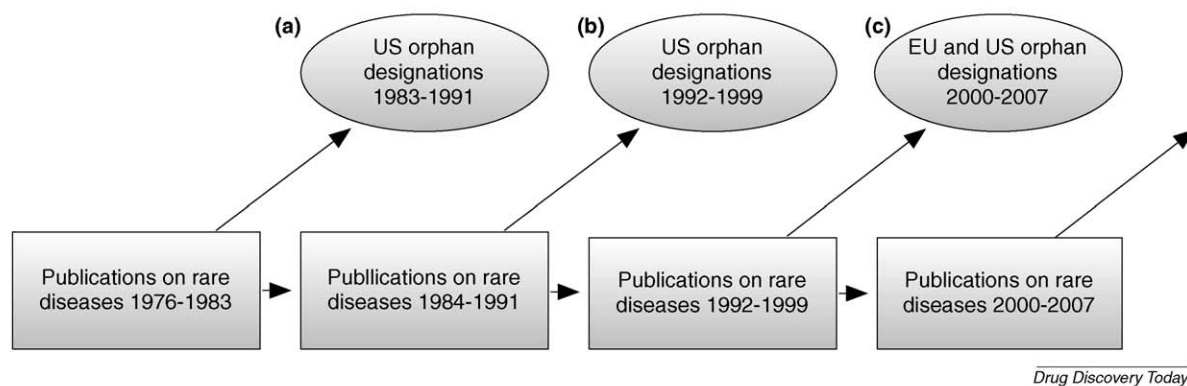 (a)
US orphan
designations
1983-1991
(b)
US orphan
designations
1992-1999
(c)
EU and US orphan
designations
2000-2007
Publications on rare
diseases 1976-1983
Publlications on rare
diseases 1984-1991
Publications on rare
diseases 1992-1999
Publications on rare
diseases 2000-2007
Drug Discovery Today